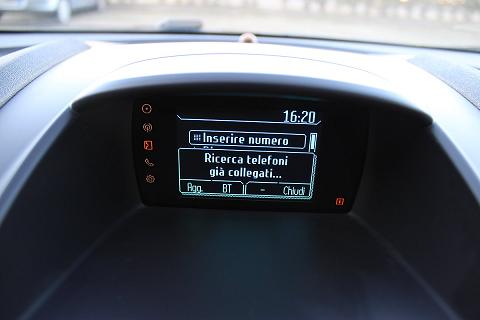 16:20
Inserire numero
Ricerca telefoni
già collegati...
Agg. BT - Chiudi